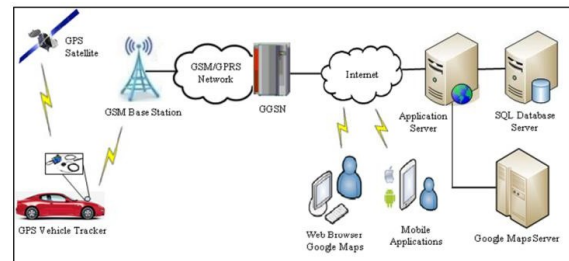 GPS
Satellite
GSM Base Station
GSM/GPRS
Network
GGSN
Internet
Application
Server
SQL Database
Server
GPS Vehicle Tracker
Web Browser
Google Maps
Mobile
Applications
Google Maps Server